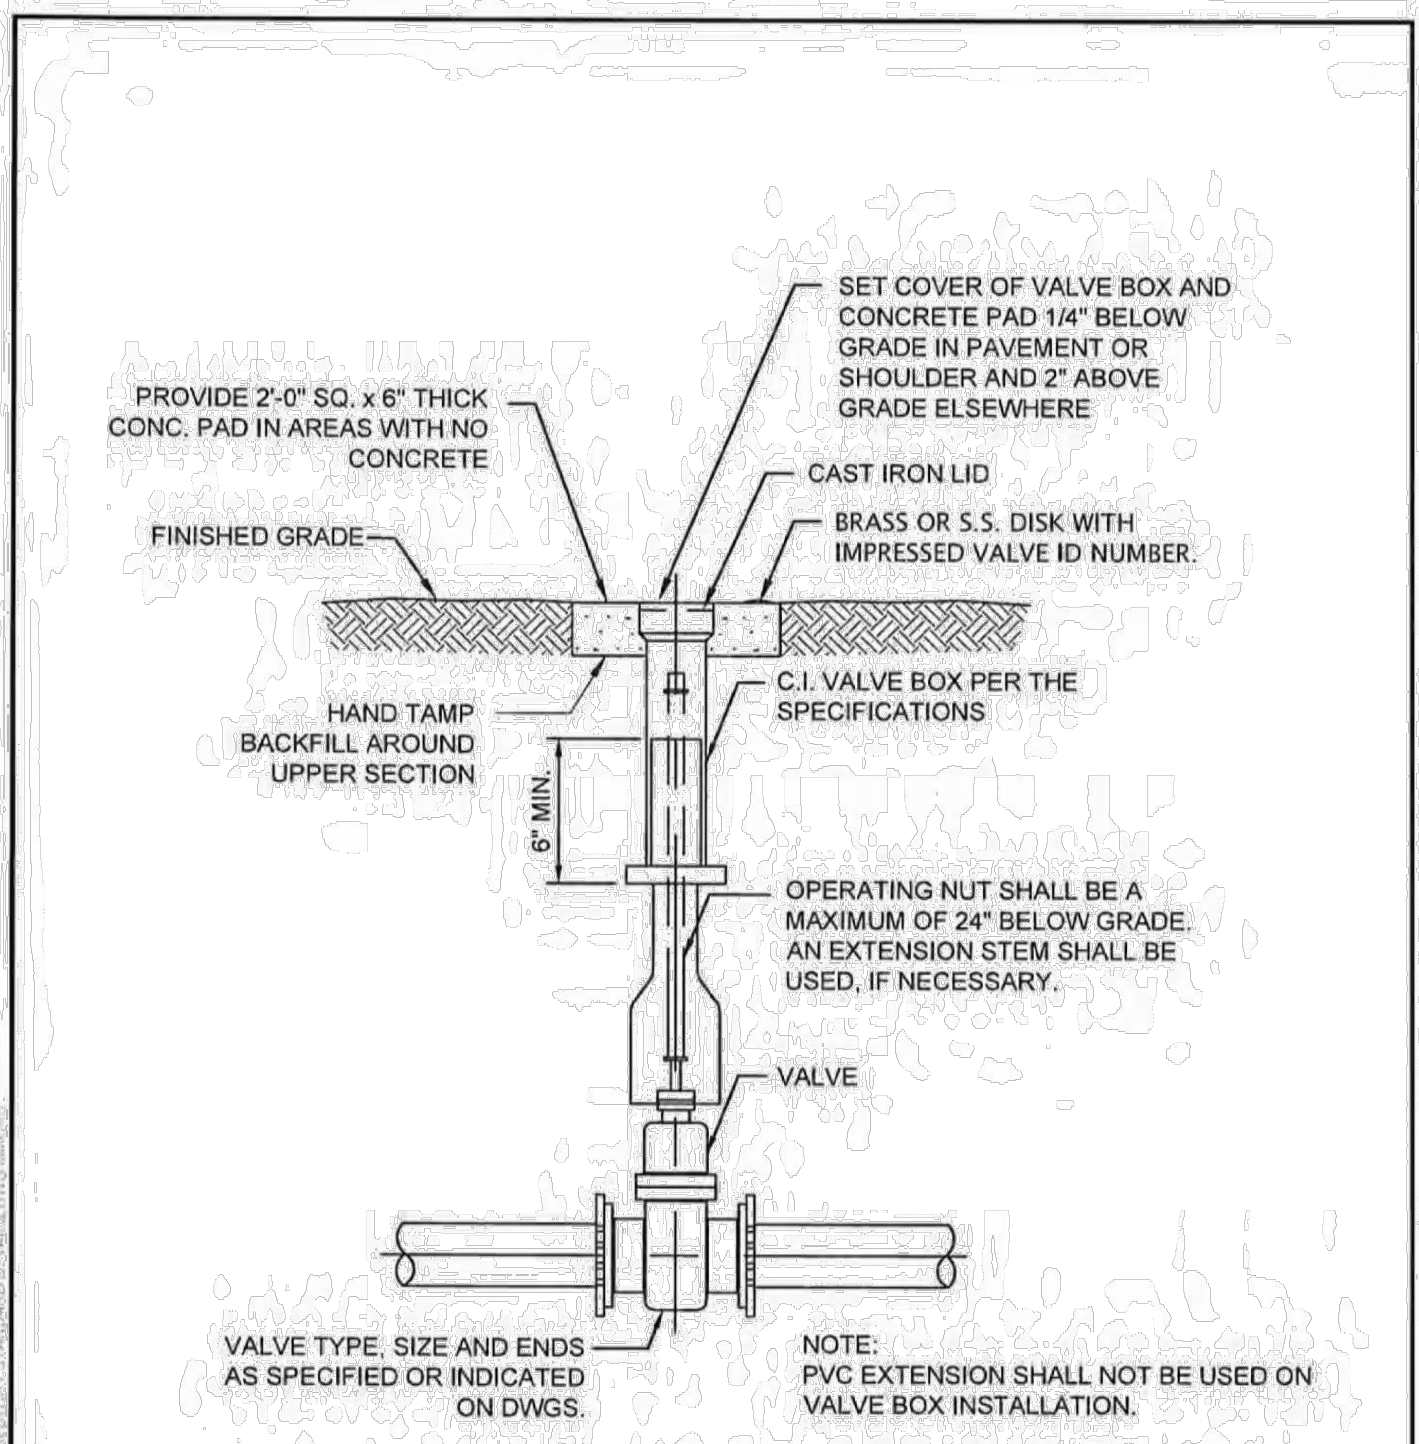 SET COVER OF VALVE BOX AND
CONCRETE PAD 1/4" BELOW
GRADE IN PAVEMENT OR
SHOULDER AND 2" ABOVE
GRADE ELSEWHERE
PROVIDE 2'-0" SQ. x 6" THICK
CONC. PAD IN AREAS WITH NO
CONCRETE
CAST IRON LID
BRASS OR S.S. DISK WITH
IMPRESSED VALVE ID NUMBER.
FINISHED GRADE
C.I. VALVE BOX PER THE
SPECIFICATIONS
HAND TAMP
BACKFILL AROUND
UPPER SECTION
6" MIN.
OPERATING NUT SHALL BE A
MAXIMUM OF 24" BELOW GRADE.
AN EXTENSION STEM SHALL BE
USED, IF NECESSARY.
VALVE
VALVE TYPE, SIZE AND ENDS
AS SPECIFIED OR INDICATED
ON DWGS.
NOTE:
PVC EXTENSION SHALL NOT BE USED ON
VALVE BOX INSTALLATION.